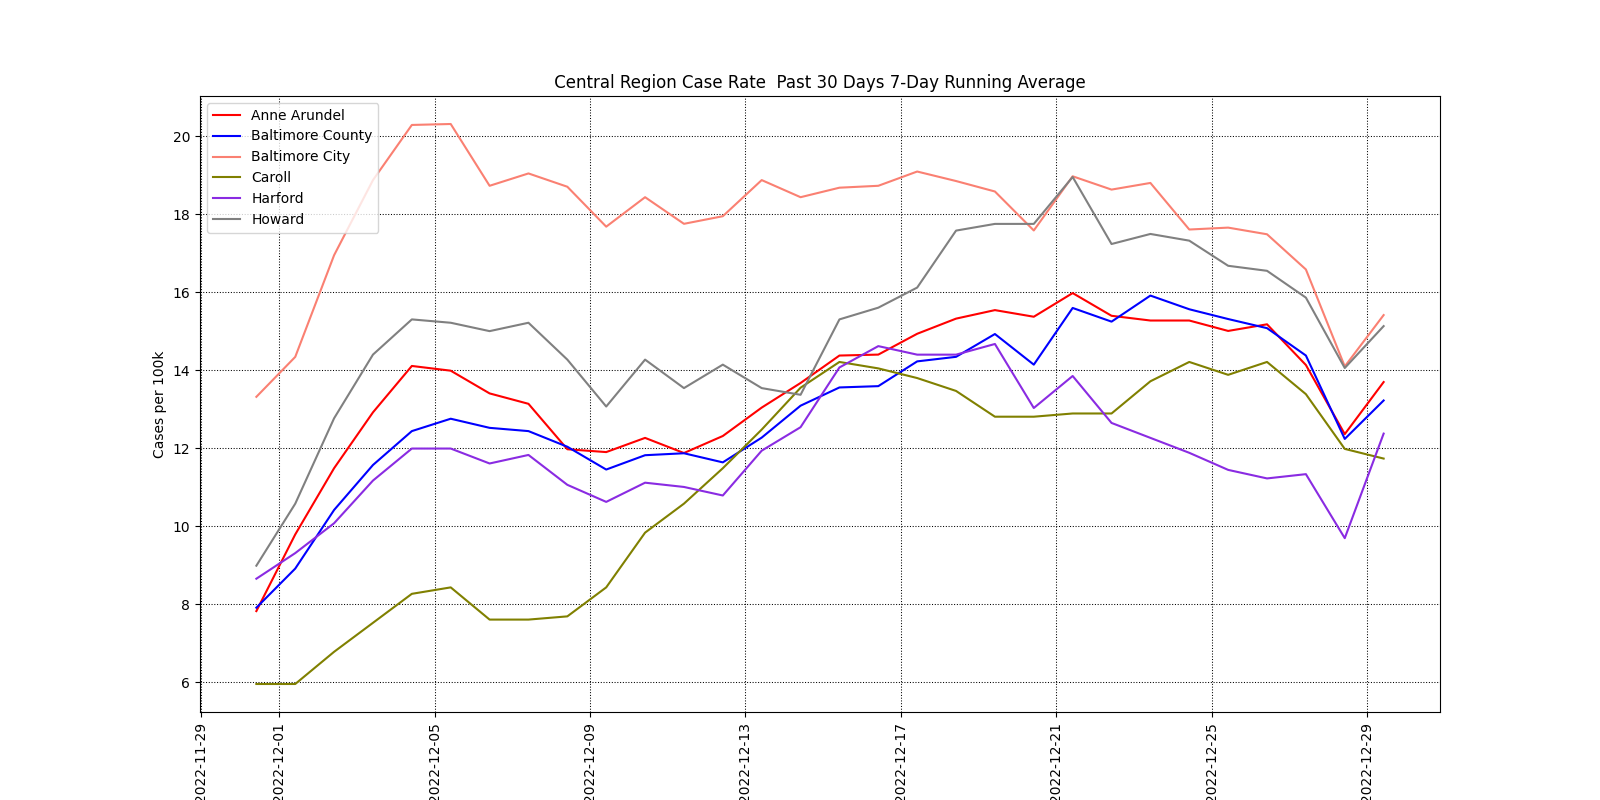 Central Region Case Rate  Past 30 Days 7-Day Running Average
Anne Arundel
Baltimore County
Baltimore City
Caroll
Harford
Howard
Cases per 100k
20
18
16
14
12
10
8
6
2022-11-29
2022-12-01
2022-12-05
2022-12-09
2022-12-13
2022-12-17
2022-12-21
2022-12-25
2022-12-29